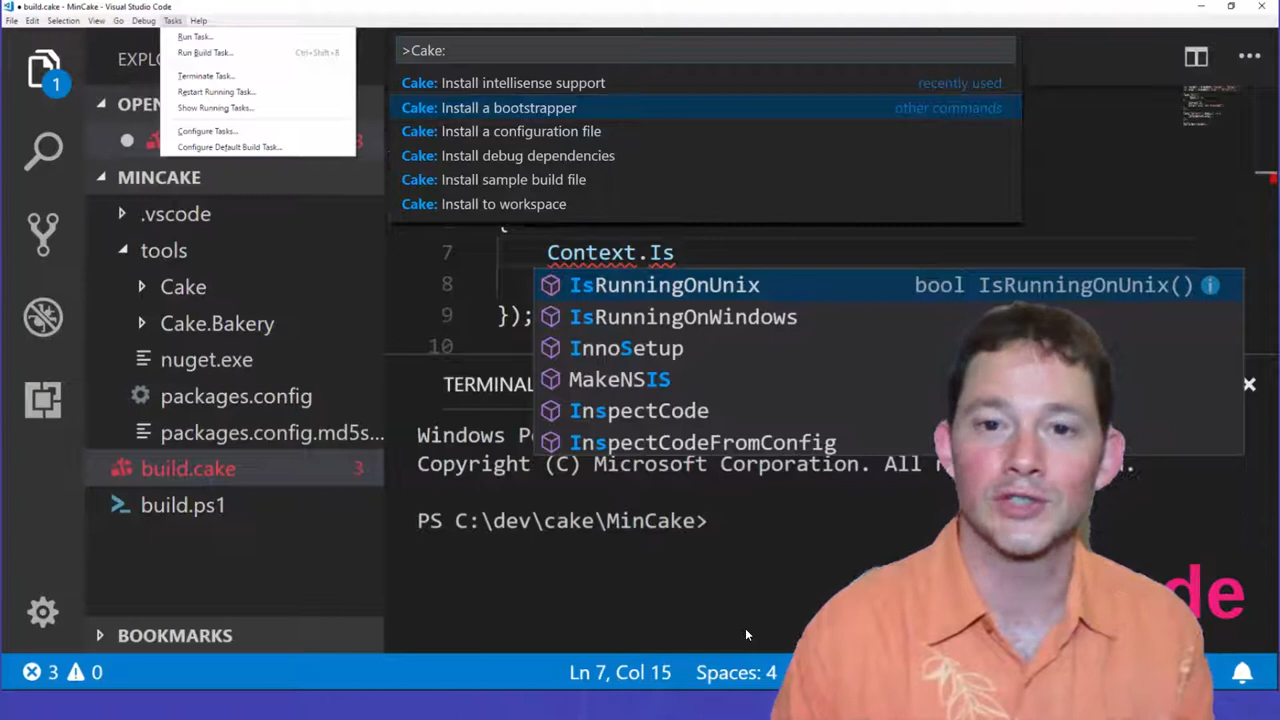 build.cake - MinCake - Visual Studio Code
File Edit Selection View Go Debug Tasks Help
Run Task...
Run Build Task... Ctrl+Shift+B
Terminate Task...
Restart Running Task...
Show Running Tasks...
Configure Tasks...
Configure Default Build Task...
1
3
MINCAKE
.vscode
tools
Cake
Cake.Bakery
nuget.exe
packages.config
packages.config.md5s...
build.cake 3
build.ps1
BOOKMARKS
>Cake:
Cake: Install intellisense support recently used
Cake: Install a bootstrapper other commands
Cake: Install a configuration file
Cake: Install debug dependencies
Cake: Install sample build file
Cake: Install to workspace
{
7 Context.Is
8
9 });
10
IsRunningOnUnix bool IsRunningOnUnix()
IsRunningOnWindows
InnoSetup
MakeNSIS
InspectCode
InspectCodeFromConfig
TERMINAL
Windows
Copyright (C) Microsoft Corporation. All
PS C:\dev\cake\MinCake>
de
3 0 Ln 7, Col 15 Spaces: 4